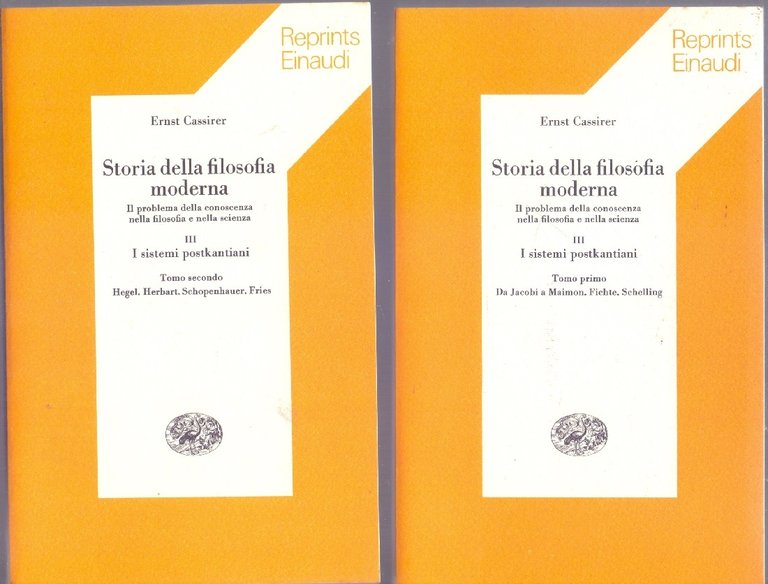 Reprints
Einaudi
Ernst Cassirer
Storia della filosofia
moderna
Il problema della conoscenza
nella filosofia e nella scienza
III
I sistemi postkantiani
Tomo secondo
Hegel. Herbart. Schopenhauer. Fries
Reprints
Einaudi
Ernst Cassirer
Storia della filosofia
moderna
Il problema della conoscenza
nella filosofia e nella scienza
III
I sistemi postkantiani
Tomo primo
Da Jacobi a Maimon. Fichte. Schelling